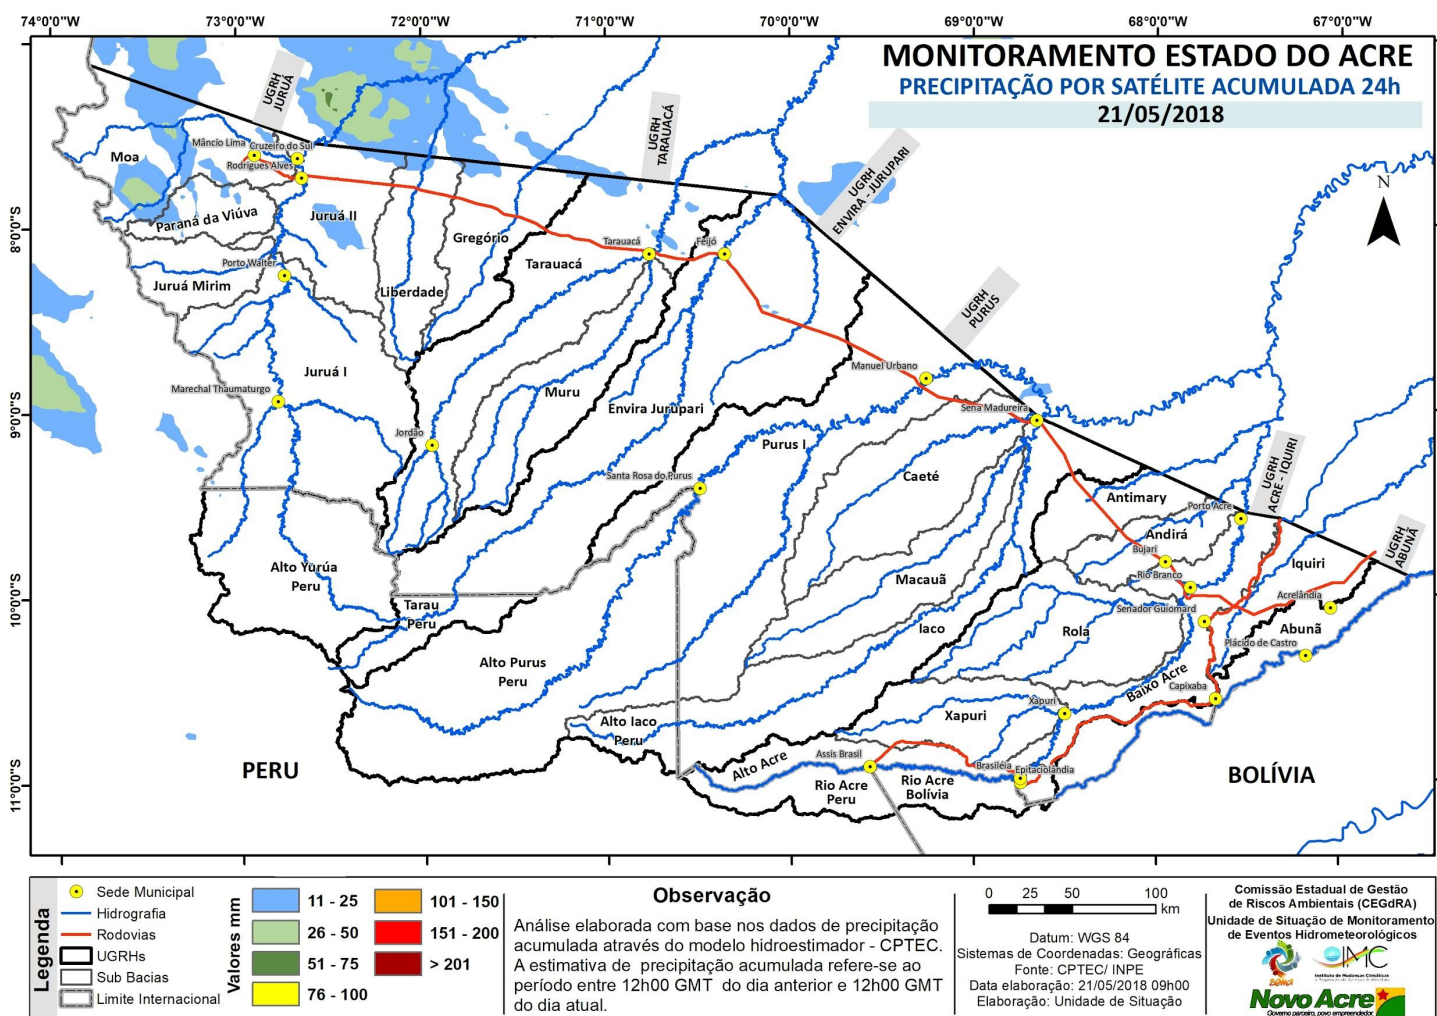 74°0'0"W
73°0'0"W
72°0'0"W
71°0'0"W
70°0'0"W
69°0'0"W
68°0'0"W
67°0'0"W
MONITORAMENTO ESTADO DO ACRE
PRECIPITAÇÃO POR SATÉLITE ACUMULADA 24h
21/05/2018
N
8°0'0"S
9°0'0"S
10°0'0"S
11°0'0"S
UGRH
JURUÁ
UGRH
TARAUACÁ
UGRH
ENVIRA - JURUPARI
UGRH
PURUS
UGRH
ACRE - IQUIRI
UGRH
ABUNÃ
Mâncio Lima
Cruzeiro do Sul
Rodrigues Alves
Moa
Paraná da Viúva
Juruá II
Gregório
Tarauacá
Feijó
Tarauacá
Porto Walter
Juruá Mirim
Liberdade
Juruá I
Marechal Thaumaturgo
Jordão
Muru
Envira Jurupari
Manuel Urbano
Sena Madureira
Purus I
Caeté
Santa Rosa do Purus
Antimary
Porto Acre
Andirá
Bujari
Rio Branco
Iquiri
Acrelândia
Senador Guiomard
Abunã
Plácido de Castro
Alto Yurúa
Peru
Tarau
Peru
Macauã
Iaco
Rola
Alto Purus
Peru
Baixo Acre
Capixaba
Xapuri
Xapuri
Alto Iaco
Peru
Alto Acre
Assis Brasil
Brasiléia
Epitaciolândia
Rio Acre
Peru
Rio Acre
Bolívia
PERU
BOLÍVIA
Legenda
Sede Municipal
Hidrografia
Rodovias
UGRHs
Sub Bacias
Limite Internacional
Valores mm
11 - 25
26 - 50
51 - 75
76 - 100
101 - 150
151 - 200
> 201
Observação
Análise elaborada com base nos dados de precipitação
acumulada através do modelo hidroestimador - CPTEC.
A estimativa de precipitação acumulada refere-se ao
período entre 12h00 GMT do dia anterior e 12h00 GMT
do dia atual.
0 25 50 100
km
Datum: WGS 84
Sistemas de Coordenadas: Geográficas
Fonte: CPTEC/ INPE
Data elaboração: 21/05/2018 09h00
Elaboração: Unidade de Situação
Comissão Estadual de Gestão
de Riscos Ambientais (CEGdRA)
Unidade de Situação de Monitoramento
de Eventos Hidrometeorológicos
SEMA
IMC
Instituto de Mudanças Climáticas
Novo Acre
Governo parceiro, povo empreendedor.